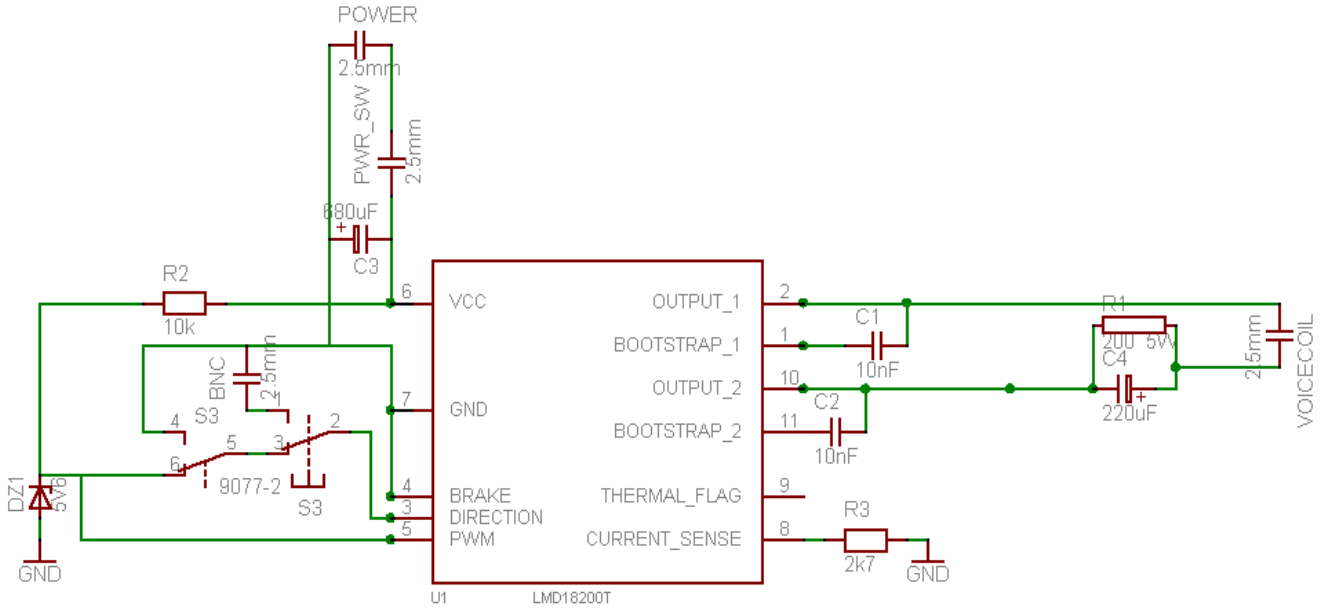 POWER
2.5mm
PWR_SW
2.5mm
680uF
+
C3
R2
10k
6
VCC
OUTPUT_1
2
C1
10nF
BOOTSTRAP_1
1
R1
200 5W
C4
+
220uF
2.5mm
VOICECOIL
OUTPUT_2
10
C2
10nF
BOOTSTRAP_2
11
BNC
2.5mm
7
GND
S3
4
5
6
3
2
9077-2
S3
DZ1
5V6
GND
4
BRAKE
3
DIRECTION
5
PWM
THERMAL_FLAG
9
CURRENT_SENSE
8
R3
2k7
GND
U1
LMD18200T